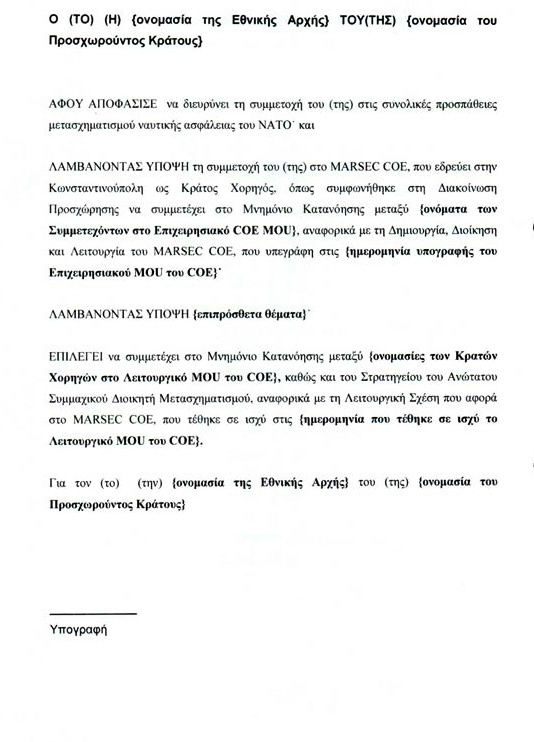 Ο (ΤΟ) (Η) {ονομασία της Εθνικής Αρχής} ΤΟΥ(ΤΗΣ) {ονομασία του
Προσχωρούντος Κράτους}
ΑΦΟΥ ΑΠΟΦΑΣΙΣΕ να διευρύνει τη συμμετοχή του (της) στις συνολικές προσπάθειες
μετασχηματισμού ναυτικής ασφάλειας του ΝΑΤΟ˙ και
ΛΑΜΒΑΝΟΝΤΑΣ ΥΠΟΨΗ τη συμμετοχή του (της) στο MARSEC COE, που εδρεύει στην
Κωνσταντινούπολη ως Κράτος Χορηγός, όπως συμφωνήθηκε στη Διακοίνωση
Προσχώρησης να συμμετέχει στο Μνημόνιο Κατανόησης μεταξύ {ονόματα των
Συμμετεχόντων στο Επιχειρησιακό COE MOU}, αναφορικά με τη Δημιουργία, Διοίκηση
και Λειτουργία του MARSEC COE, που υπεγράφη στις {ημερομηνία υπογραφής του
Επιχειρησιακού MOU του COE}˙
ΛΑΜΒΑΝΟΝΤΑΣ ΥΠΟΨΗ {επιπρόσθετα θέματα}˙
ΕΠΙΛΕΓΕΙ να συμμετέχει στο Μνημόνιο Κατανόησης μεταξύ {ονομασίες των Κρατών
Χορηγών στο Λειτουργικό MOU του COE}, καθώς και του Στρατηγείου του Ανώτατου
Συμμαχικού Διοικητή Μετασχηματισμού, αναφορικά με τη Λειτουργική Σχέση που αφορά
στο MARSEC COE, που τέθηκε σε ισχύ στις {ημερομηνία που τέθηκε σε ισχύ το
Λειτουργικό MOU του COE}.
Για τον (το) (την) {ονομασία της Εθνικής Αρχής} του (της) {ονομασία του
Προσχωρούντος Κράτους}
Υπογραφή